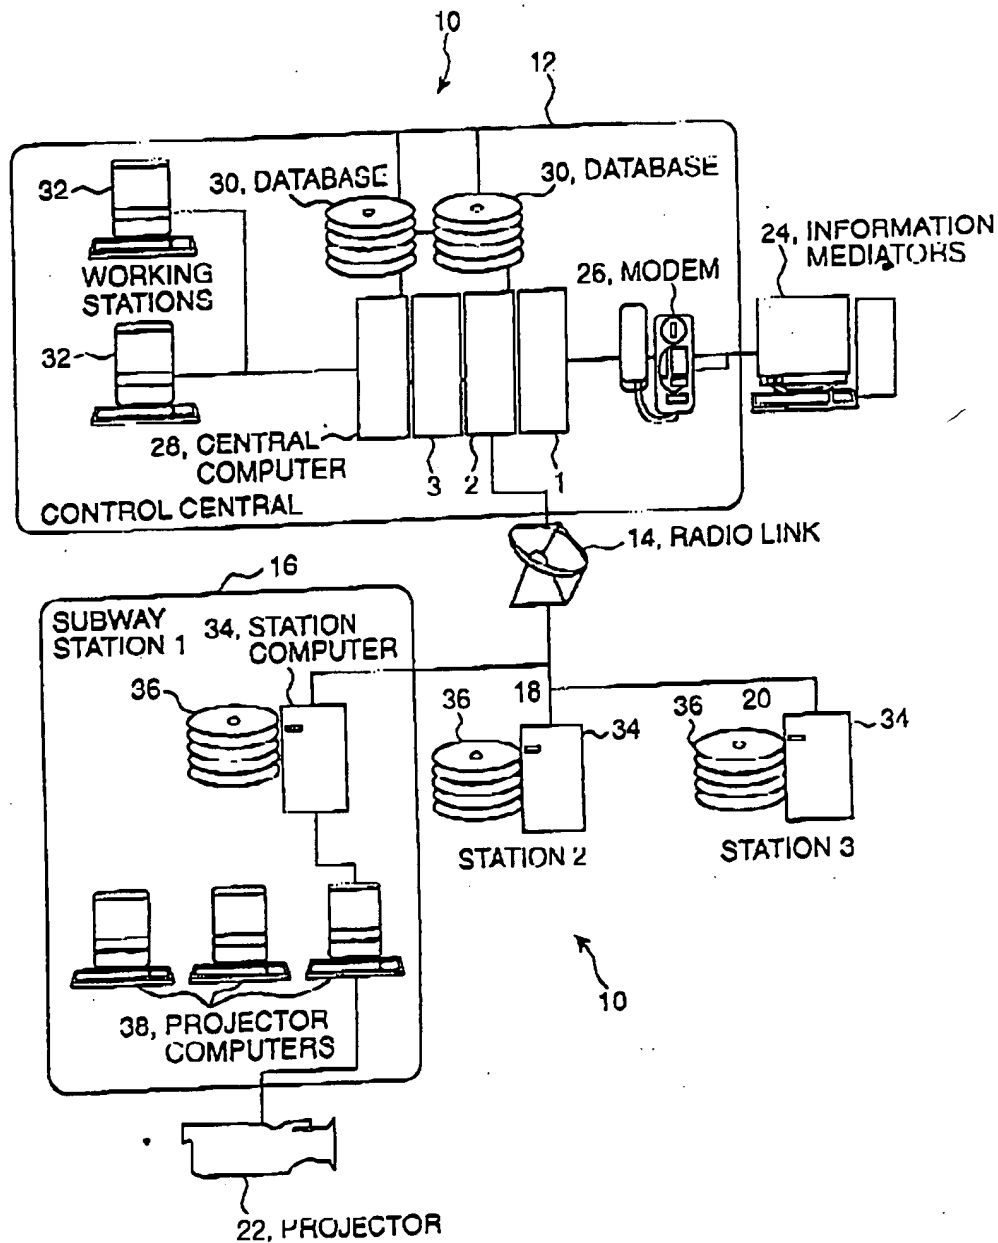 10
12
32
30, DATABASE
30, DATABASE
24, INFORMATION
MEDIATORS
WORKING
STATIONS
26, MODEM
32
28, CENTRAL
COMPUTER
3
2
1
CONTROL CENTRAL
14, RADIO LINK
16
SUBWAY
STATION 1
34, STATION
COMPUTER
36
18
36
34
20
36
34
STATION 2
STATION 3
10
38, PROJECTOR
COMPUTERS
22, PROJECTOR